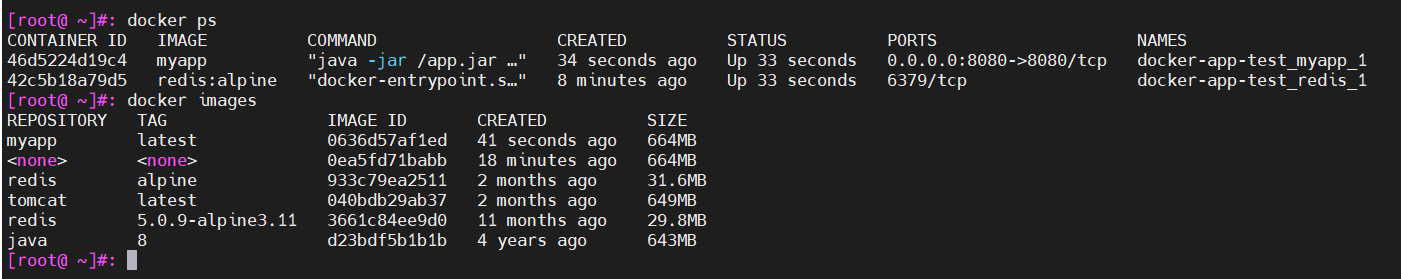 [root@ ~]#: docker ps
CONTAINER ID   IMAGE          COMMAND                  CREATED          STATUS          PORTS                    NAMES
46d5224d19c4   myapp          "java -jar /app.jar …"   34 seconds ago   Up 33 seconds   0.0.0.0:8080->8080/tcp   docker-app-test_myapp_1
42c5b18a79d5   redis:alpine   "docker-entrypoint.s…"   8 minutes ago    Up 33 seconds   6379/tcp                 docker-app-test_redis_1
[root@ ~]#: docker images
REPOSITORY   TAG                IMAGE ID       CREATED          SIZE
myapp        latest             0636d57af1ed   41 seconds ago   664MB
<none>       <none>             0ea5fd71babb   18 minutes ago   664MB
redis        alpine             933c79ea2511   2 months ago     31.6MB
tomcat       latest             040bdb29ab37   2 months ago     649MB
redis        5.0.9-alpine3.11   3661c84ee9d0   11 months ago    29.8MB
java         8                  d23bdf5b1b1b   4 years ago      643MB
[root@ ~]#: